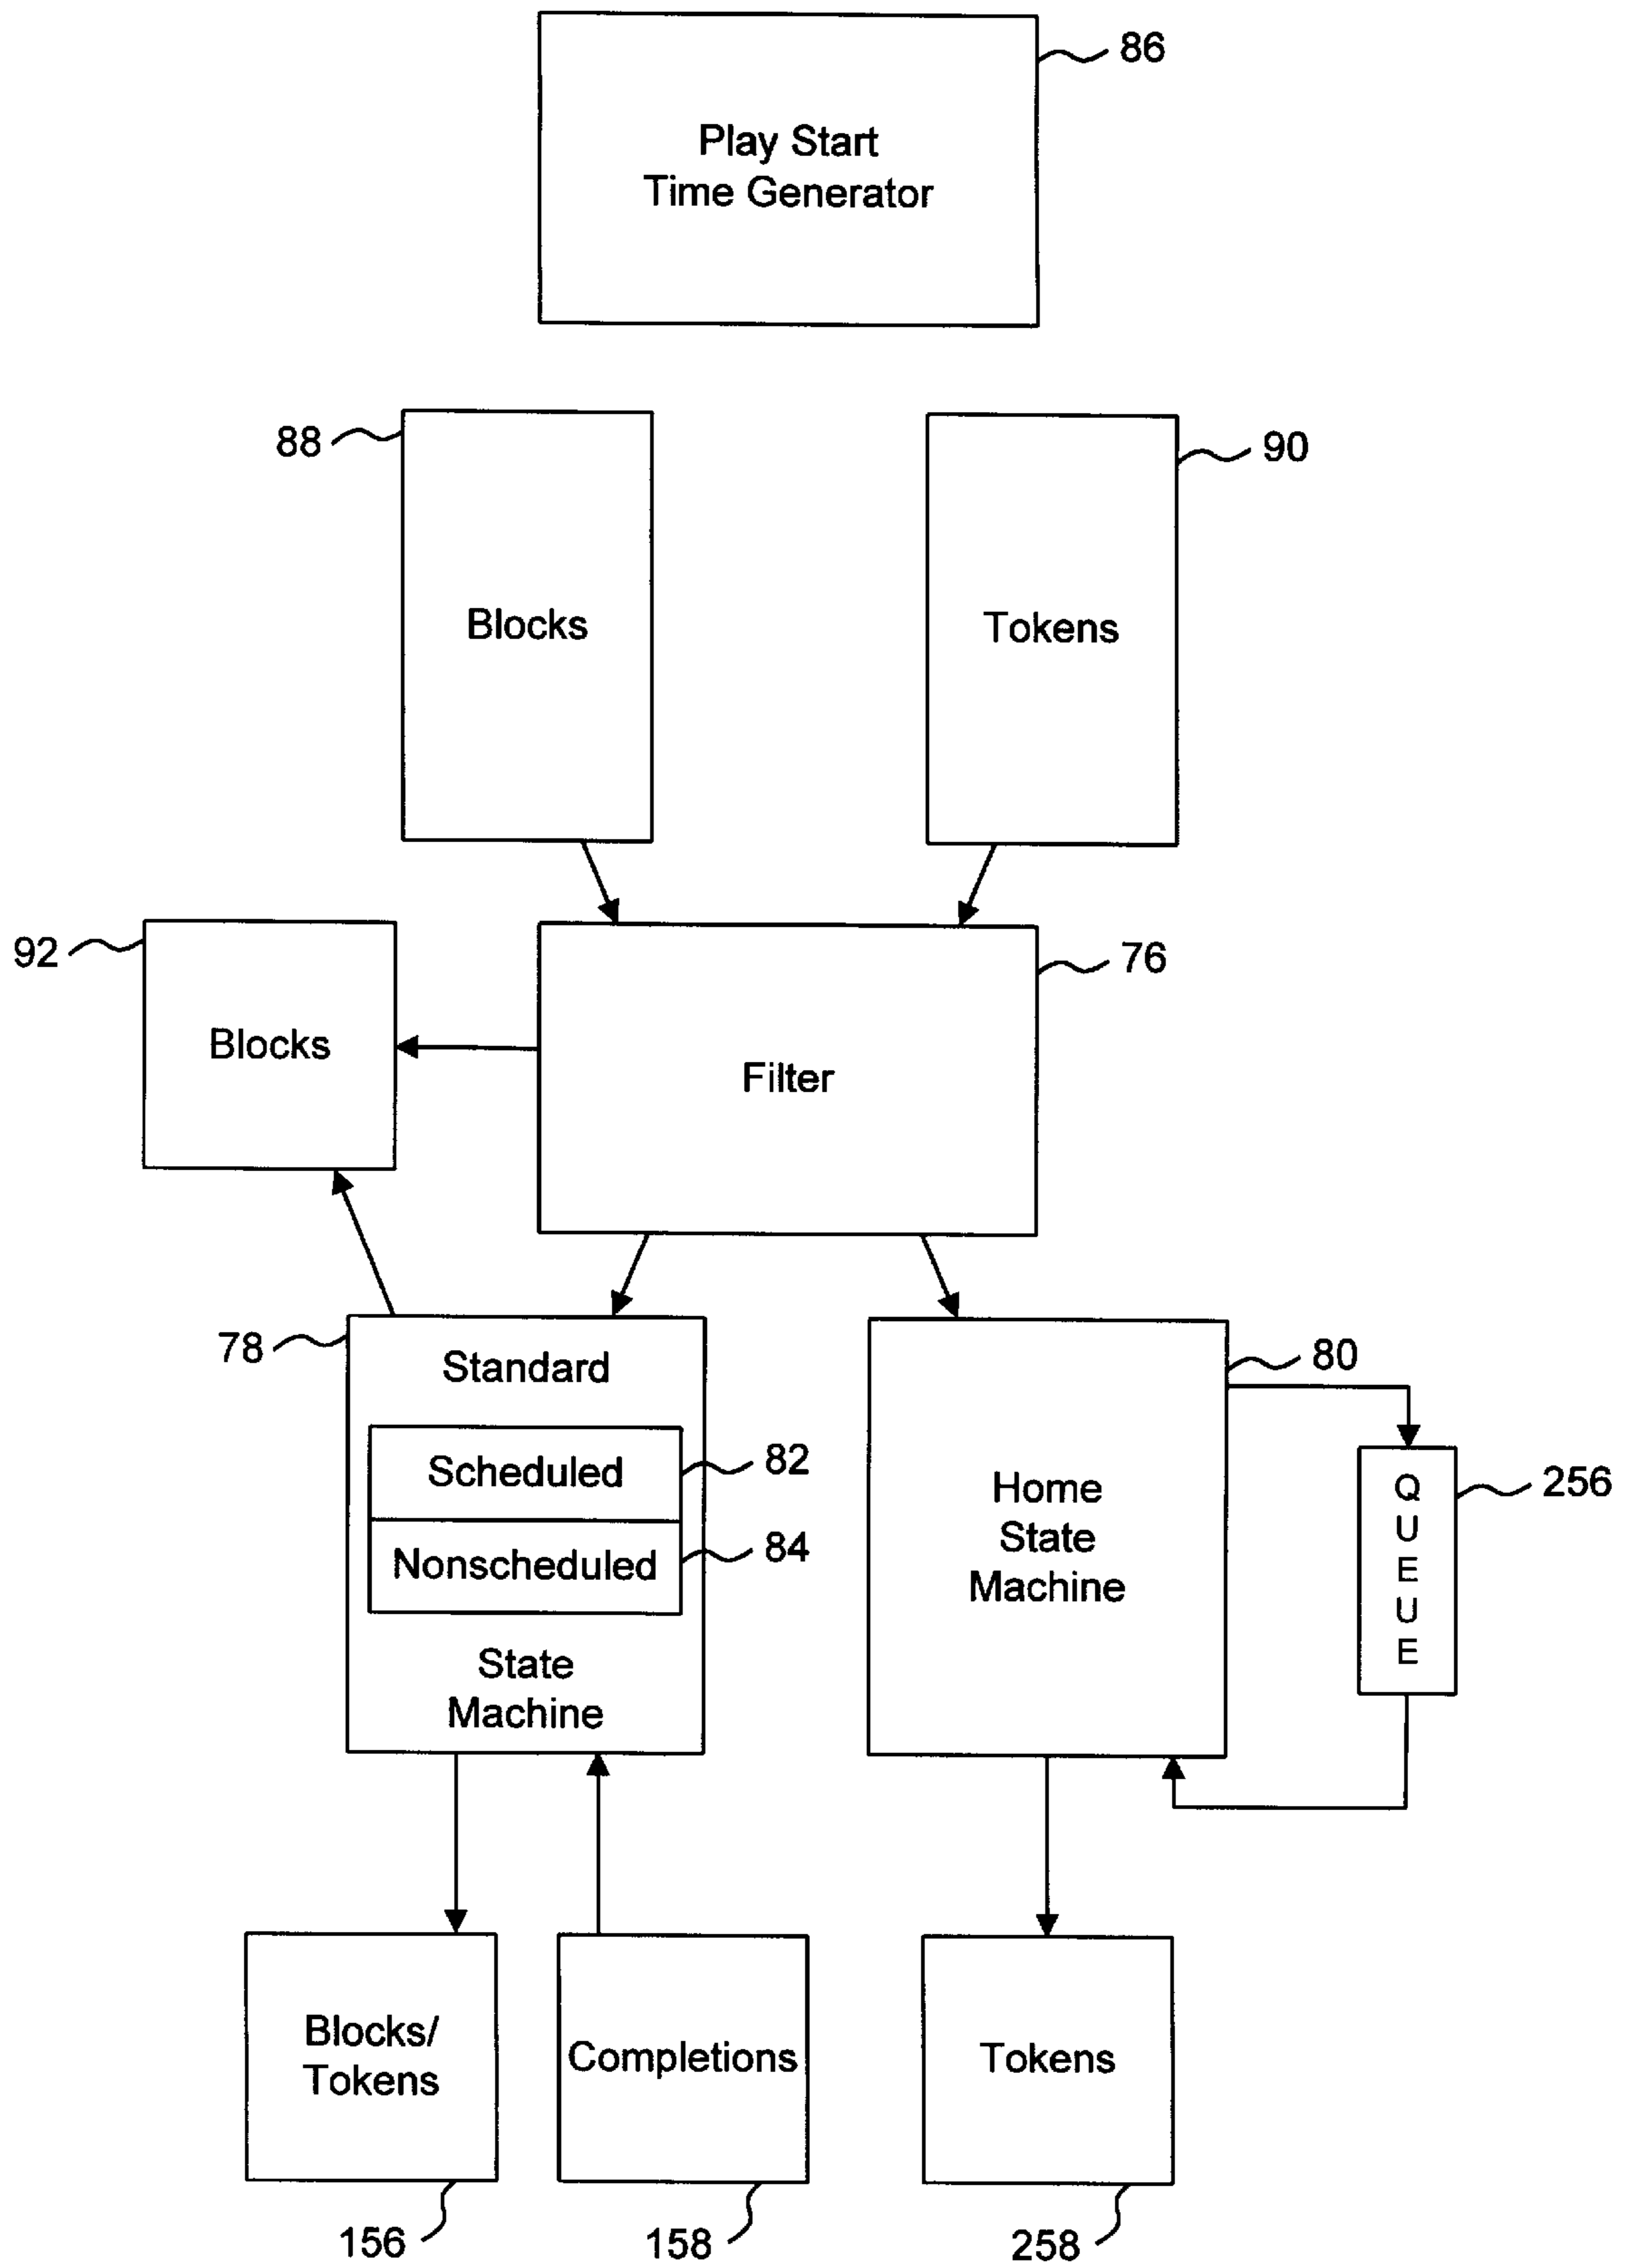 86
Play Start
Time Generator
88
90
Blocks
Tokens
92
76
Blocks
Filter
78
Standard
80
Scheduled
82
Nonscheduled
84
State
Machine
Home
State
Machine
Q
U
E
U
E
256
Blocks/
Tokens
Completions
Tokens
156
158
258